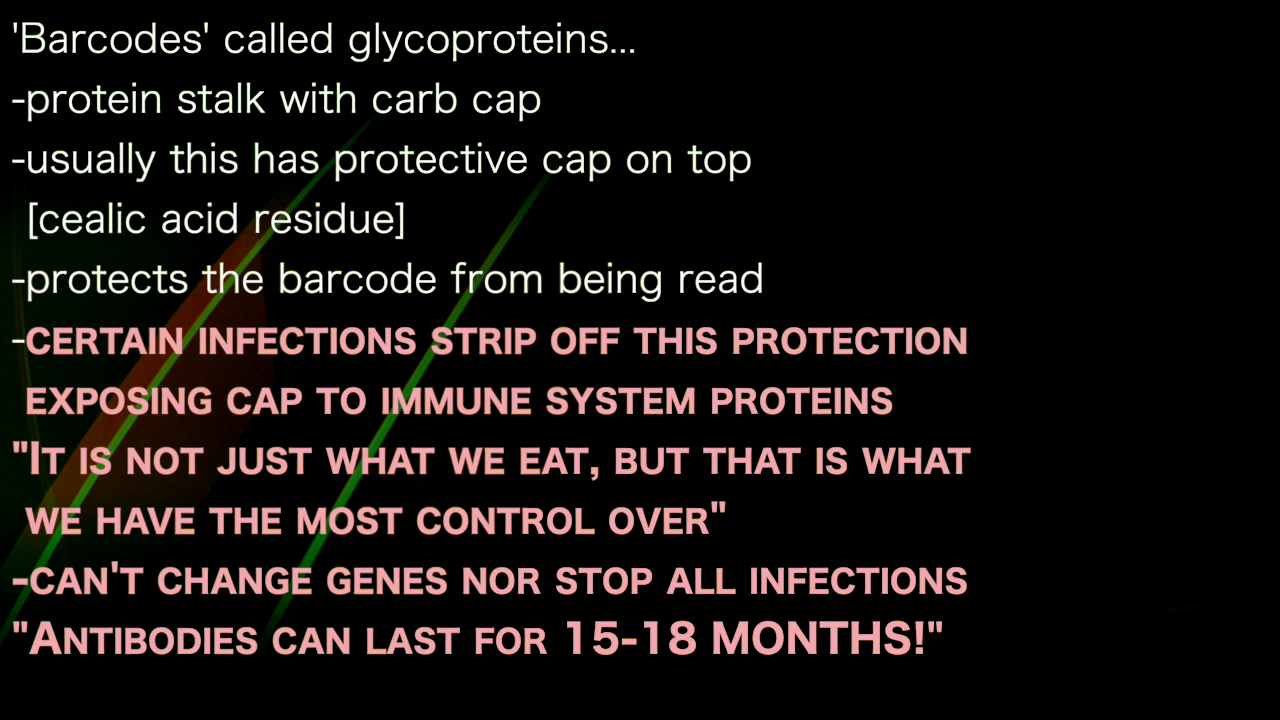 'Barcodes' called glycoproteins...
-protein stalk with carb cap
-usually this has protective cap on top
[cealic acid residue]
-protects the barcode from being read
-CERTAIN INFECTIONS STRIP OFF THIS PROTECTION
EXPOSING CAP TO IMMUNE SYSTEM PROTEINS
"IT IS NOT JUST WHAT WE EAT, BUT THAT IS WHAT
WE HAVE THE MOST CONTROL OVER"
-CAN'T CHANGE GENES NOR STOP ALL INFECTIONS
"ANTIBODIES CAN LAST FOR 15-18 MONTHS!"